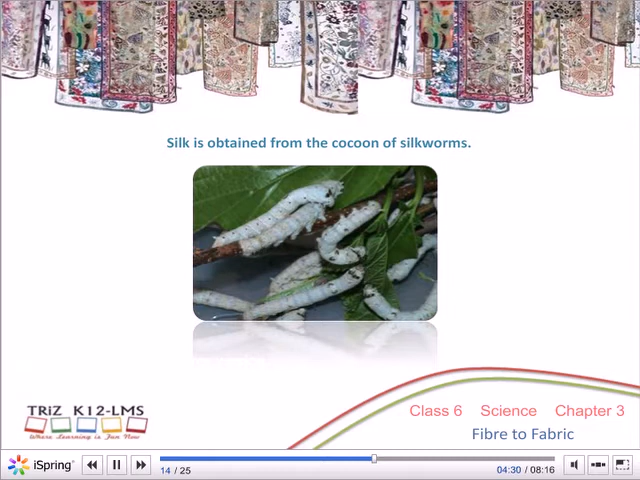 Silk is obtained from the cocoon of silkworms.
TRiZ K12-LMS
Where Learning is Fun Now
Class 6 Science Chapter 3
Fibre to Fabric
iSpring
14 / 25
04:30 / 08:16